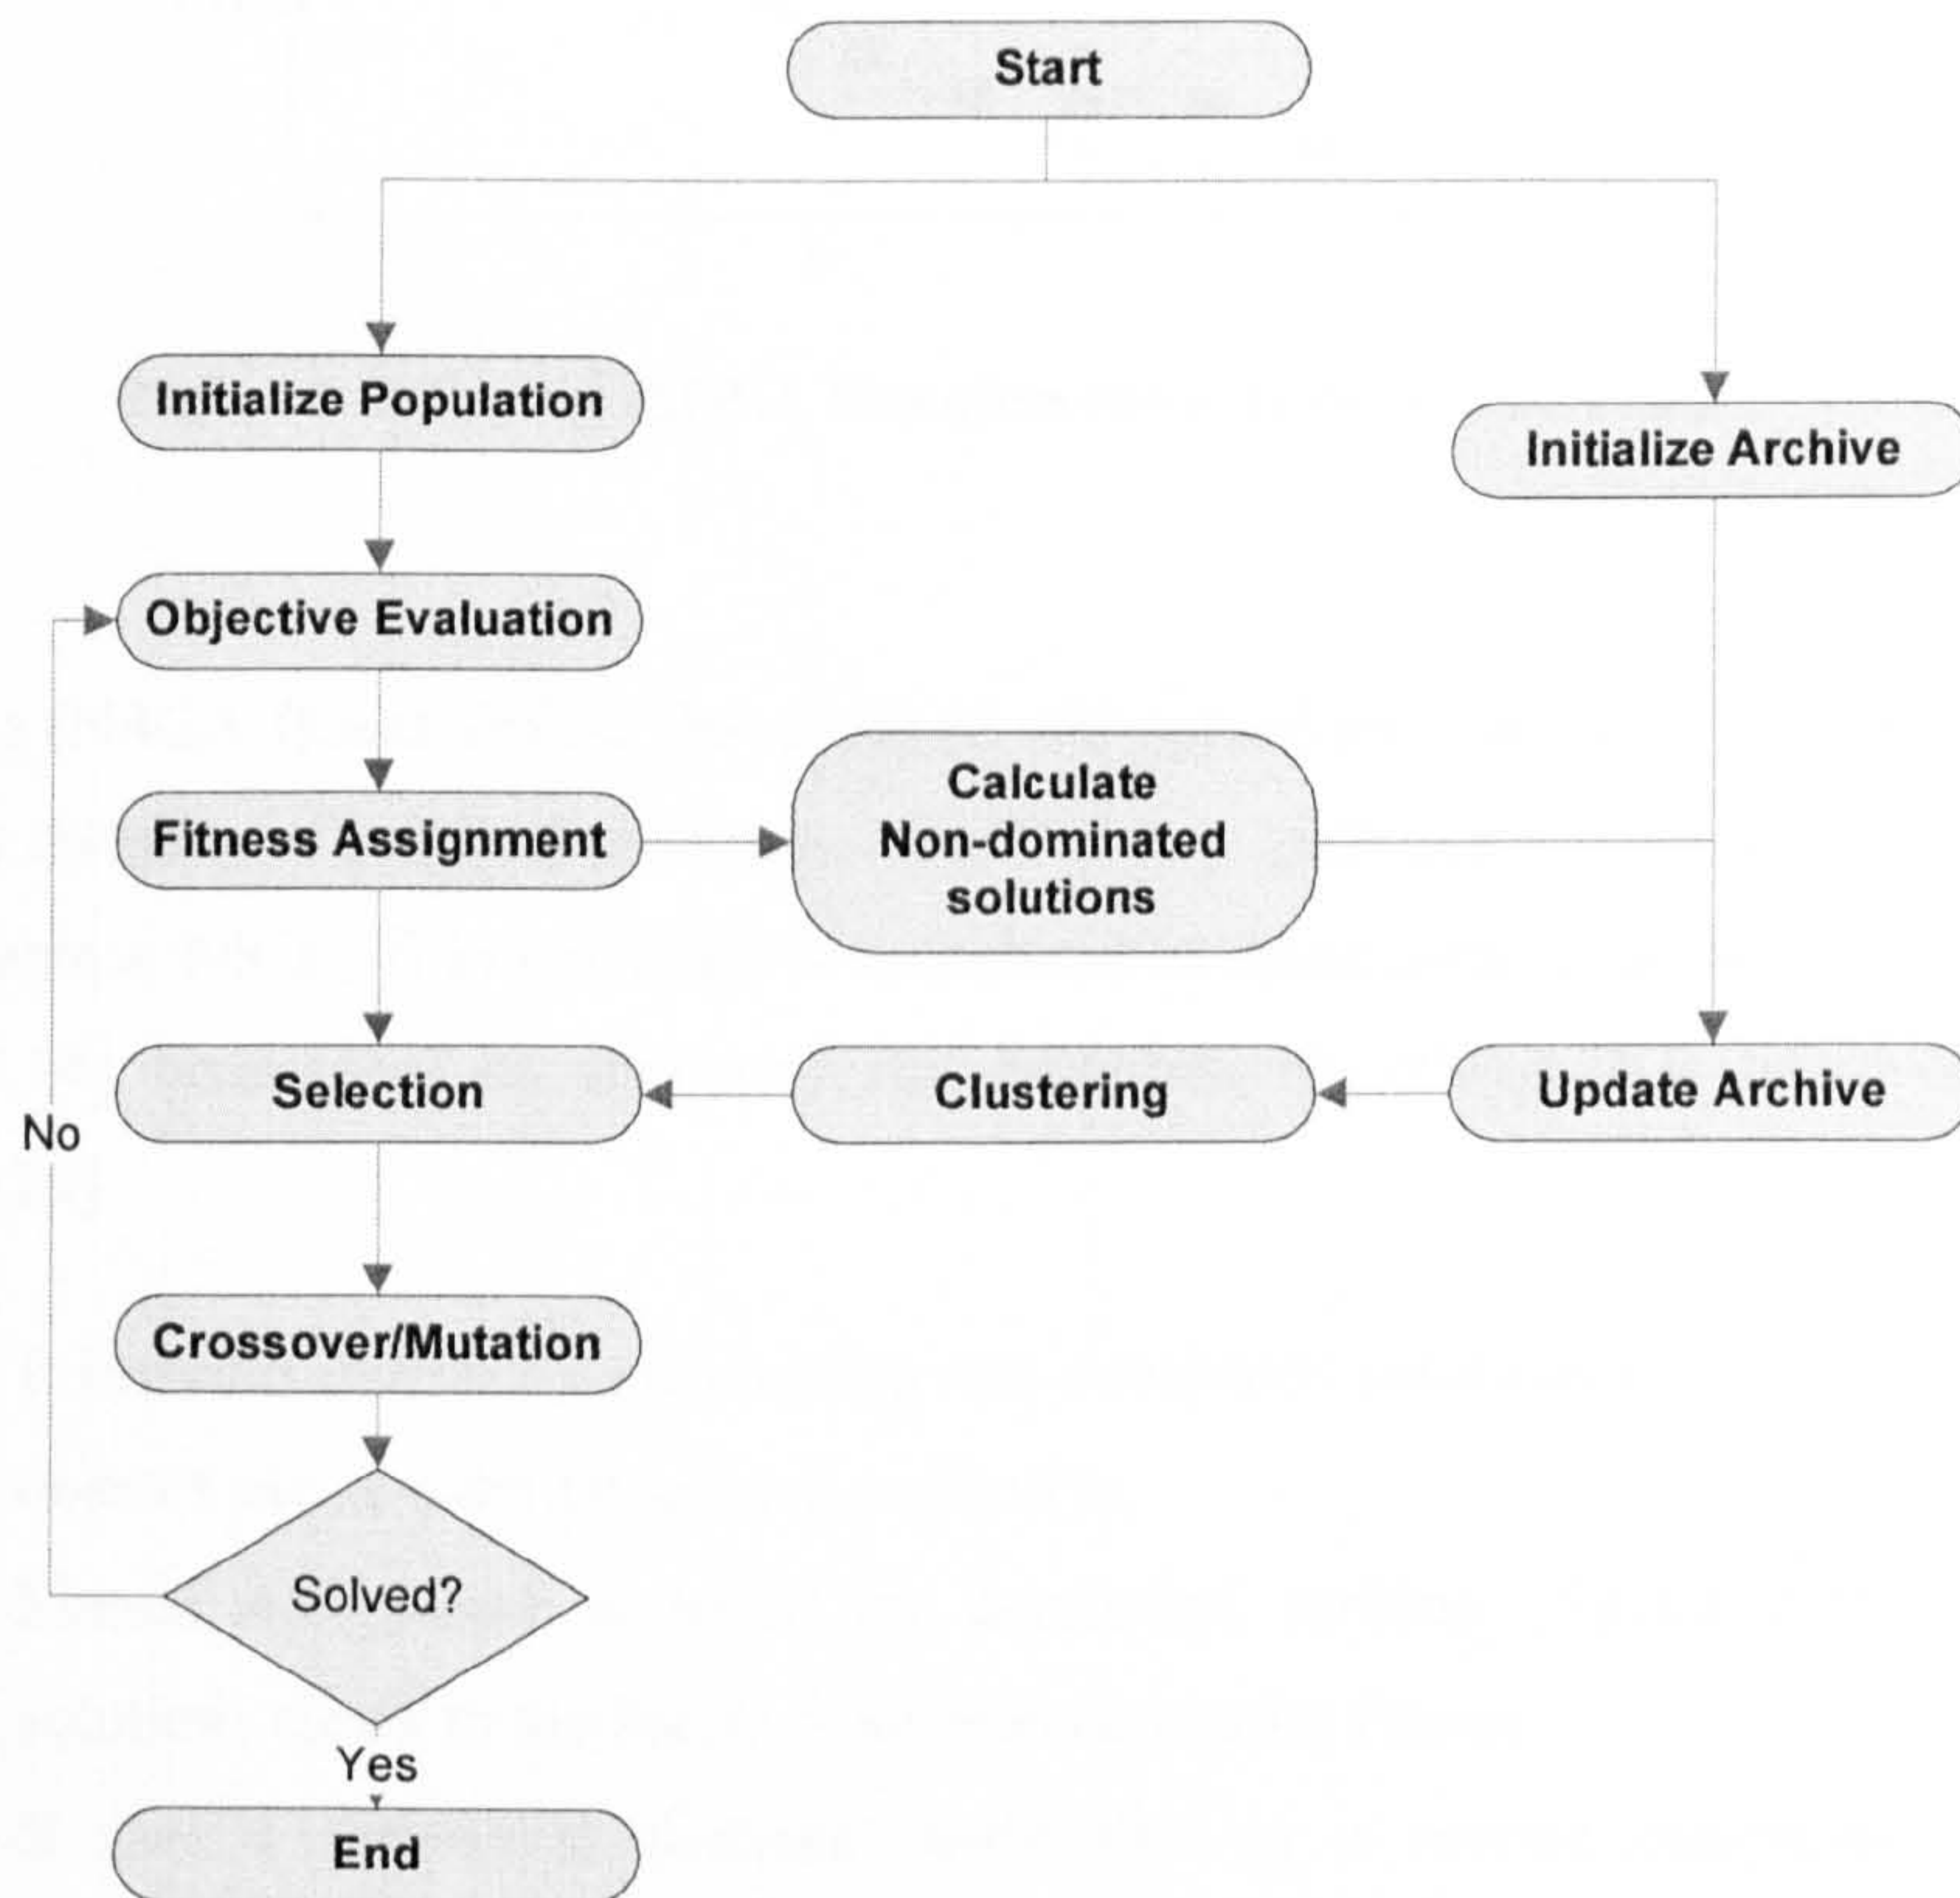 Start
Initialize Population
Initialize Archive
Objective Evaluation
Fitness Assignment
Calculate
Non-dominated
solutions
Selection
Clustering
Update Archive
No
Crossover/Mutation
Solved?
Yes
End